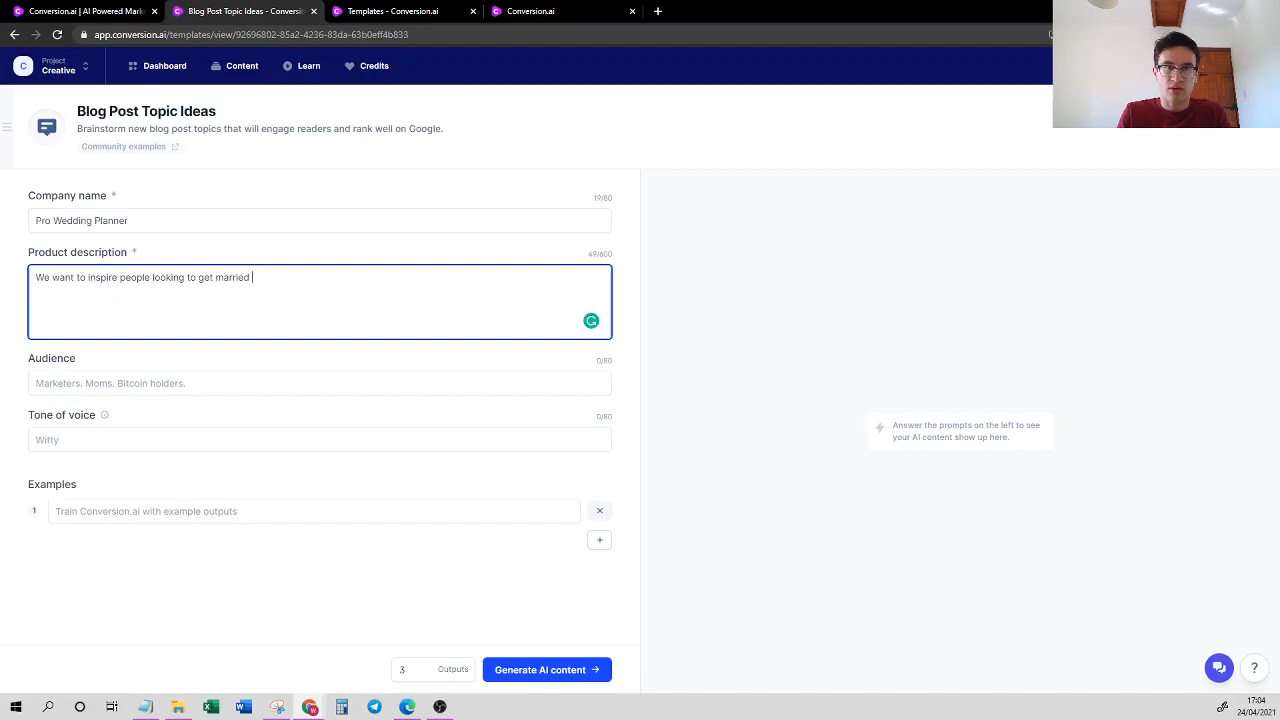 Conversion.ai | AI Powered Mark
Blog Post Topic Ideas - Conversi
Templates - Conversion.ai
Conversion.ai
app.conversion.ai/templates/view/92696802-85a2-4236-83da-63b0eff4b833
C
Project
Creative
Dashboard
Content
Learn
Credits
Blog Post Topic Ideas
Brainstorm new blog post topics that will engage readers and rank well on Google.
Community examples
Company name *
19/80
Pro Wedding Planner
Product description *
49/600
We want to inspire people looking to get married
Audience
0/80
Marketers. Moms. Bitcoin holders.
Tone of voice
0/80
Witty
Examples
1
Train Conversion.ai with example outputs
Answer the prompts on the left to see
your AI content show up here.
3
Outputs
Generate AI content
?
17:04
24/04/2021